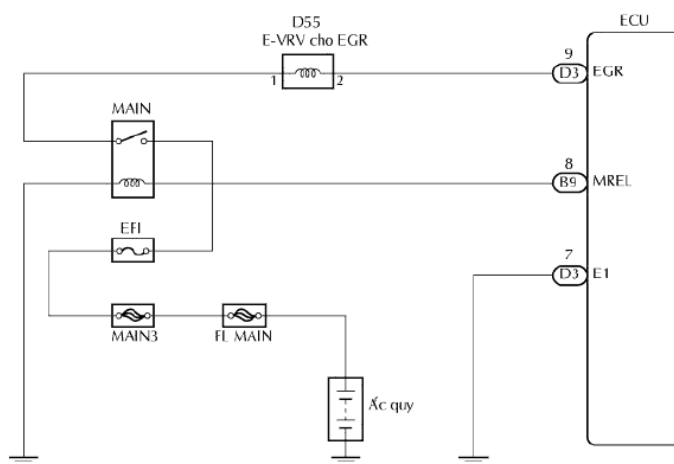 D55
E-VRV cho EGR
ECU
1
2
9
D3
EGR
MAIN
8
B9
MREL
EFI
7
D3
E1
MAIN3
FL MAIN
Ắc quy